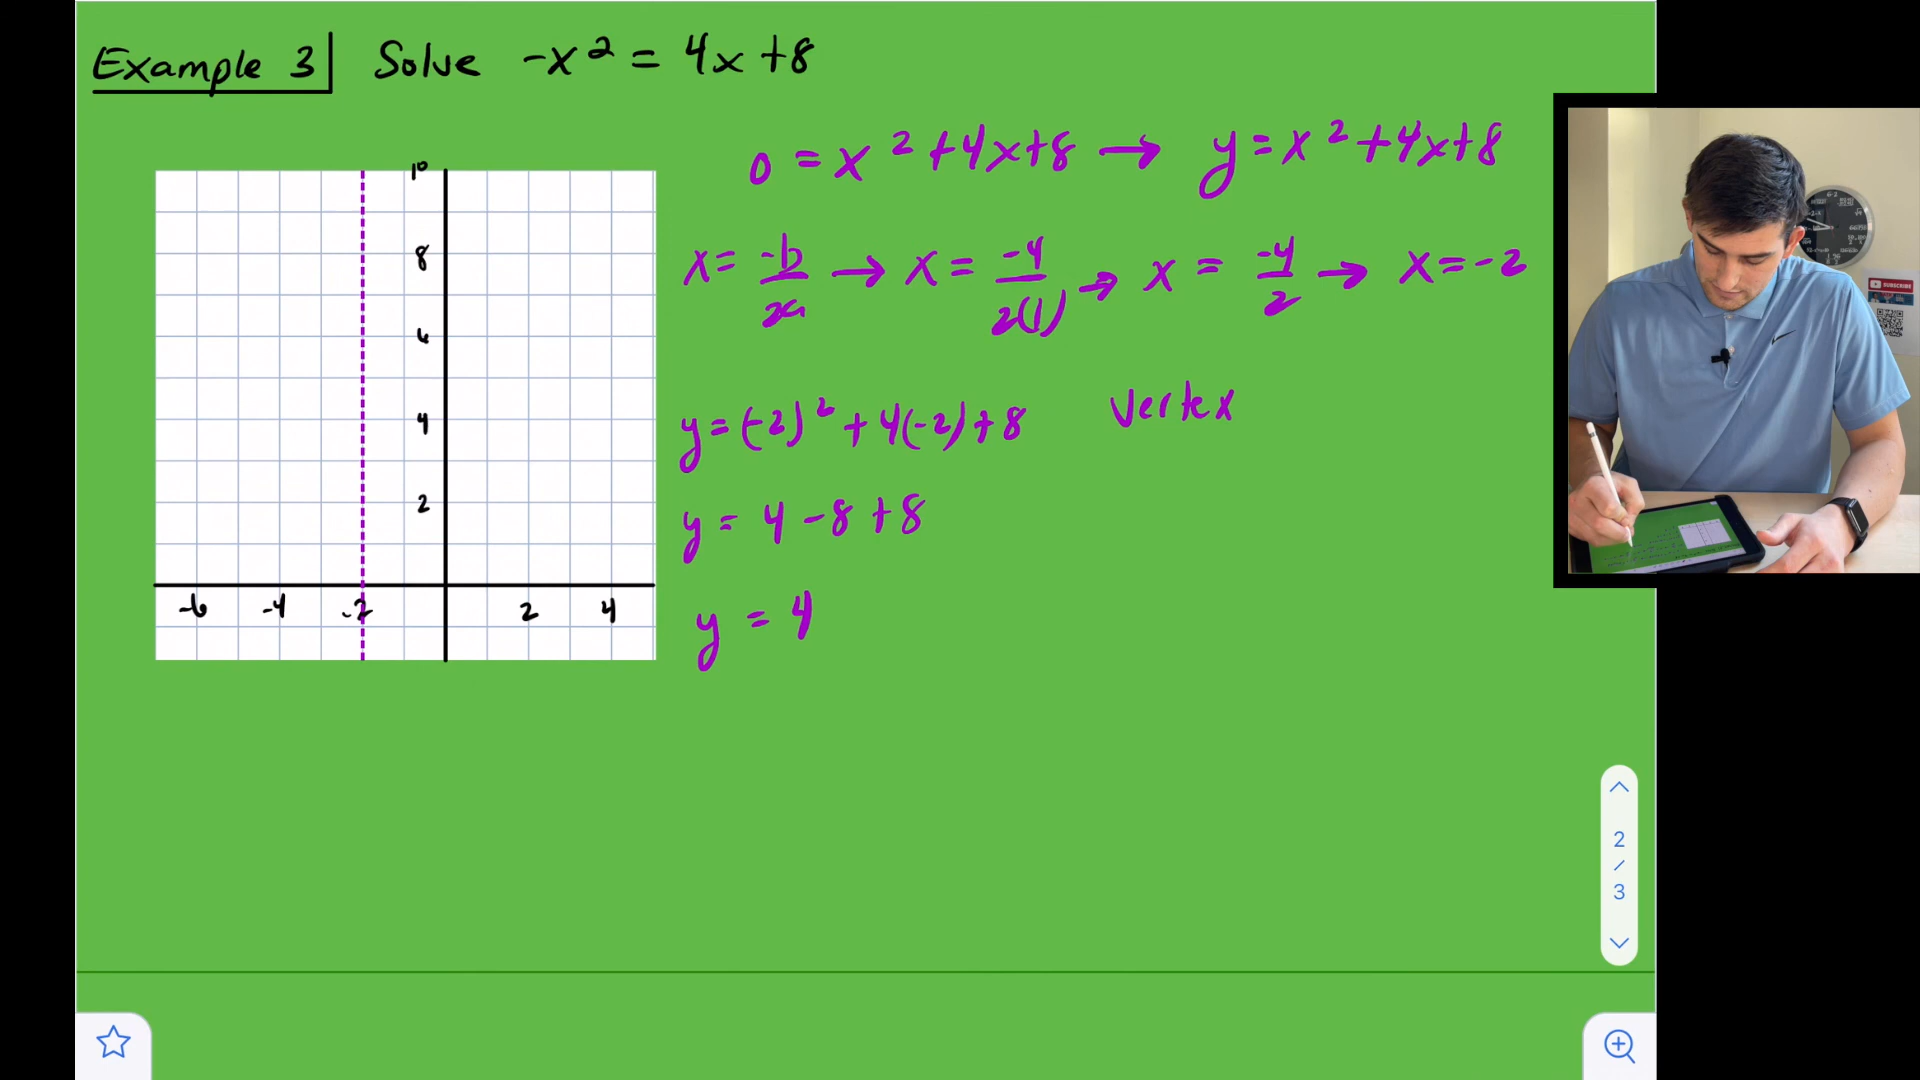 Example 3 Solve -x² = 4x + 8
0 = x² + 4x + 8 → y = x² + 4x + 8
x = -b/2a → x = -4/2(1) → x = -4/2 → x = -2
y = (-2)² + 4(-2) + 8 Vertex
y = 4 - 8 + 8
y = 4
10
8
6
4
2
-6 -4 -2 2 4
SUBSCRIBE
2
/
3